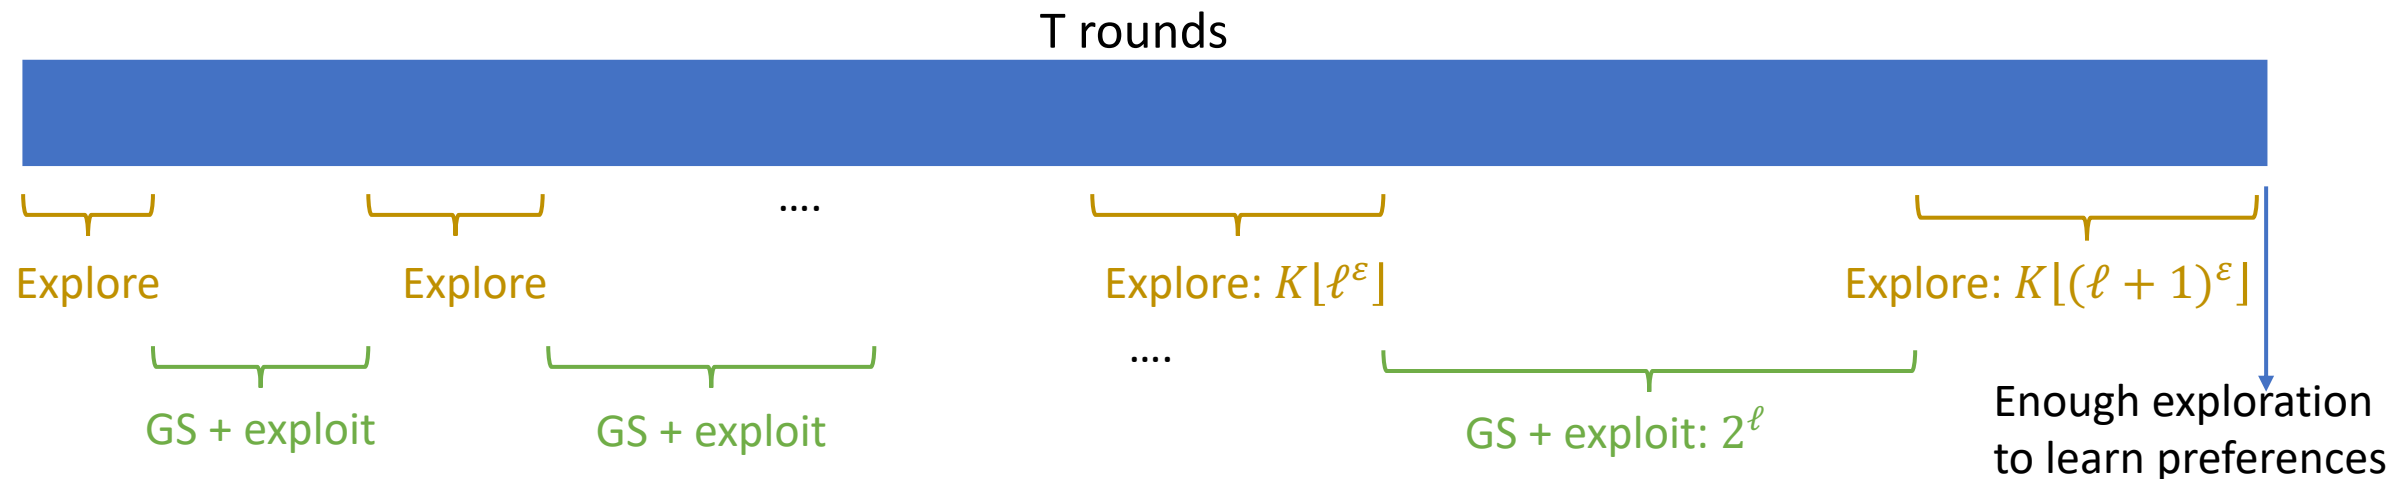 T rounds
....
Explore
Explore
Explore: K⌊ℓ^ε⌋
Explore: K⌊(ℓ + 1)^ε⌋
....
GS + exploit
GS + exploit
GS + exploit: 2^ℓ
Enough exploration
to learn preferences